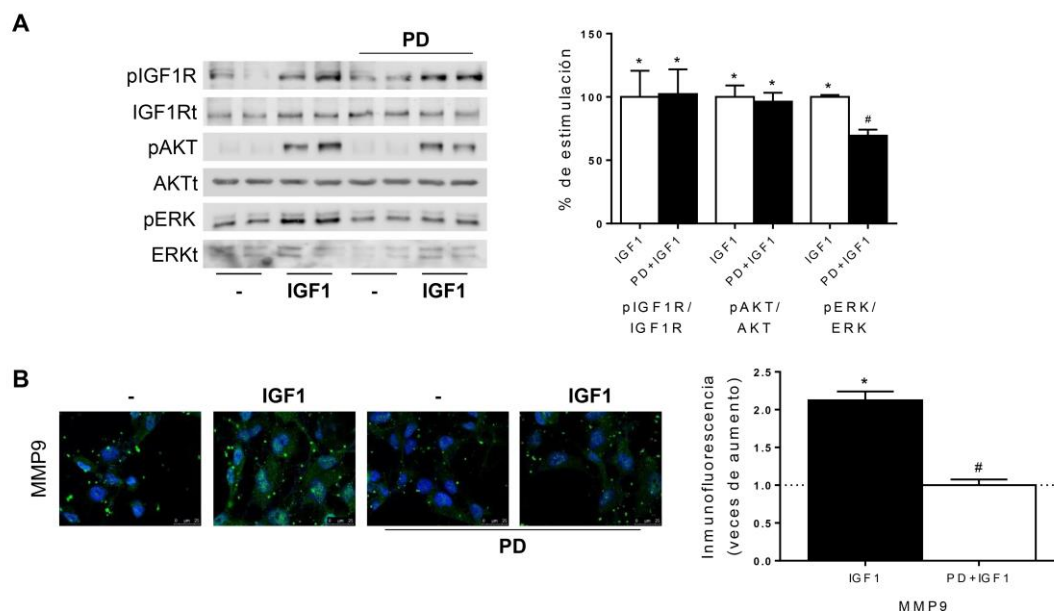 A
PD
pIGF1R
IGF1Rt
pAKT
AKTt
pERK
ERKt
-
IGF1
-
IGF1
% de estimulación
150
100
50
0
*
*
*
*
*
#
IGF1
PD+IGF1
IGF1
PD+IGF1
IGF1
PD+IGF1
pIGF1R/
IGF1R
pAKT/
AKT
pERK/
ERK
B
-
IGF1
-
IGF1
MMP9
PD
Inmunofluorescencia
(veces de aumento)
2.5
2.0
1.5
1.0
0.5
0.0
*
#
IGF1
PD+IGF1
MMP9